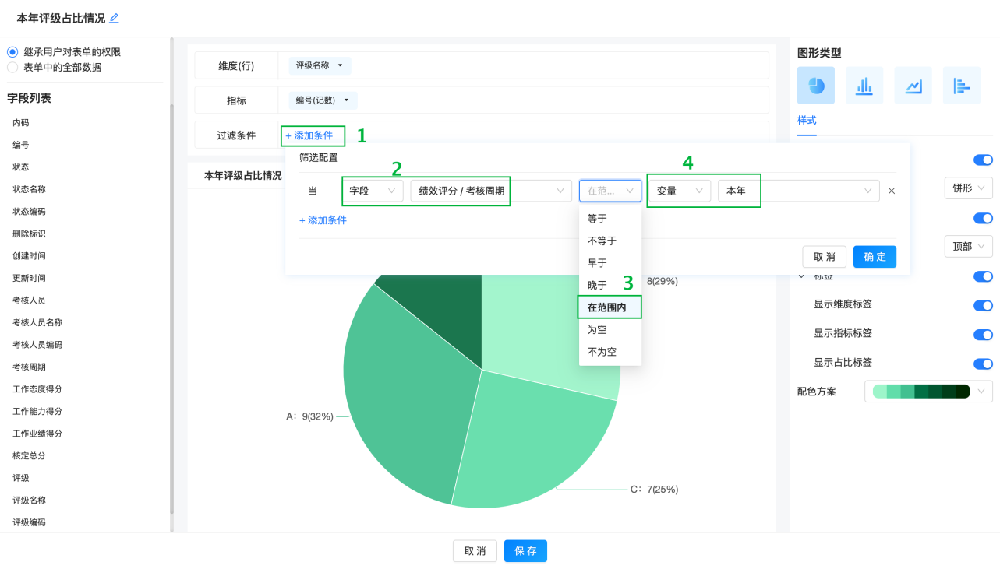 本年评级占比情况
继承用户对表单的权限
表单中的全部数据
字段列表
内码
编号
状态
状态名称
状态编码
删除标识
创建时间
更新时间
考核人员
考核人员名称
考核人员编码
考核周期
工作态度得分
工作能力得分
工作业绩得分
核定总分
评级
评级名称
评级编码
维度(行) 评级名称
指标 编号(记数)
过滤条件 + 添加条件 1
筛选配置
本年评级占比情况
2 4
当 字段 绩效评分 / 考核周期 在范... 变量 本年
+ 添加条件
等于
不等于
早于
晚于 3
在范围内
为空
不为空
取 消 确 定
8(29%)
A: 9(32%)
C: 7(25%)
图形类型
样式
饼形
顶部
标签
显示维度标签
显示指标标签
显示占比标签
配色方案
取 消 保 存